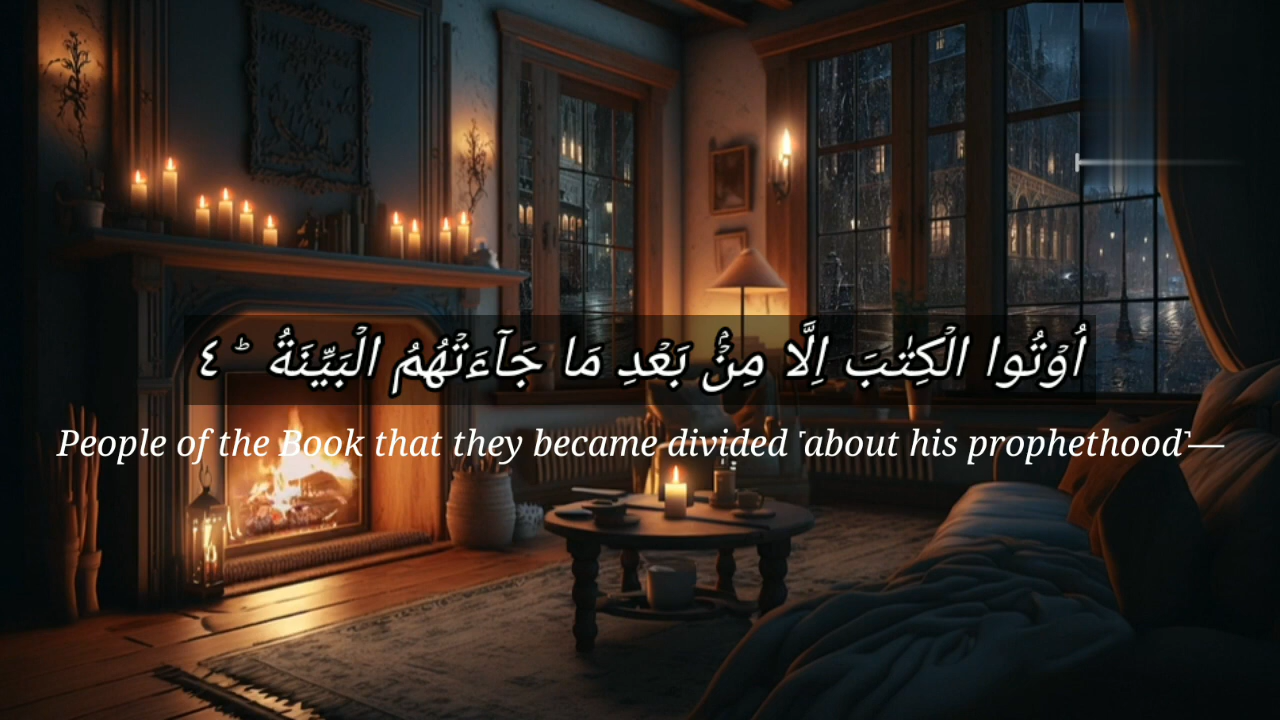 اُوۡتُوا الۡكِتٰبَ اِلَّا مِنۡۢ بَعۡدِ مَا جَآءَتۡهُمُ الۡبَيِّنَةُ ؕ‏ ٤
People of the Book that they became divided ˹about his prophethood˺—